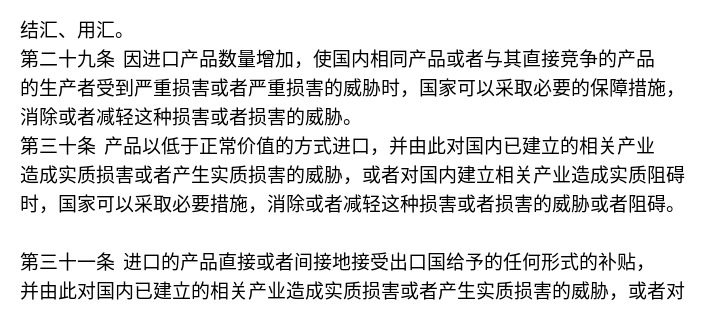 结汇、用汇。
第二十九条 因进口产品数量增加，使国内相同产品或者与其直接竞争的产品
的生产者受到严重损害或者严重损害的威胁时，国家可以采取必要的保障措施，
消除或者减轻这种损害或者损害的威胁。
第三十条 产品以低于正常价值的方式进口，并由此对国内已建立的相关产业
造成实质损害或者产生实质损害的威胁，或者对国内建立相关产业造成实质阻碍
时，国家可以采取必要措施，消除或者减轻这种损害或者损害的威胁或者阻碍。
第三十一条 进口的产品直接或者间接地接受出口国给予的任何形式的补贴，
并由此对国内已建立的相关产业造成实质损害或者产生实质损害的威胁，或者对